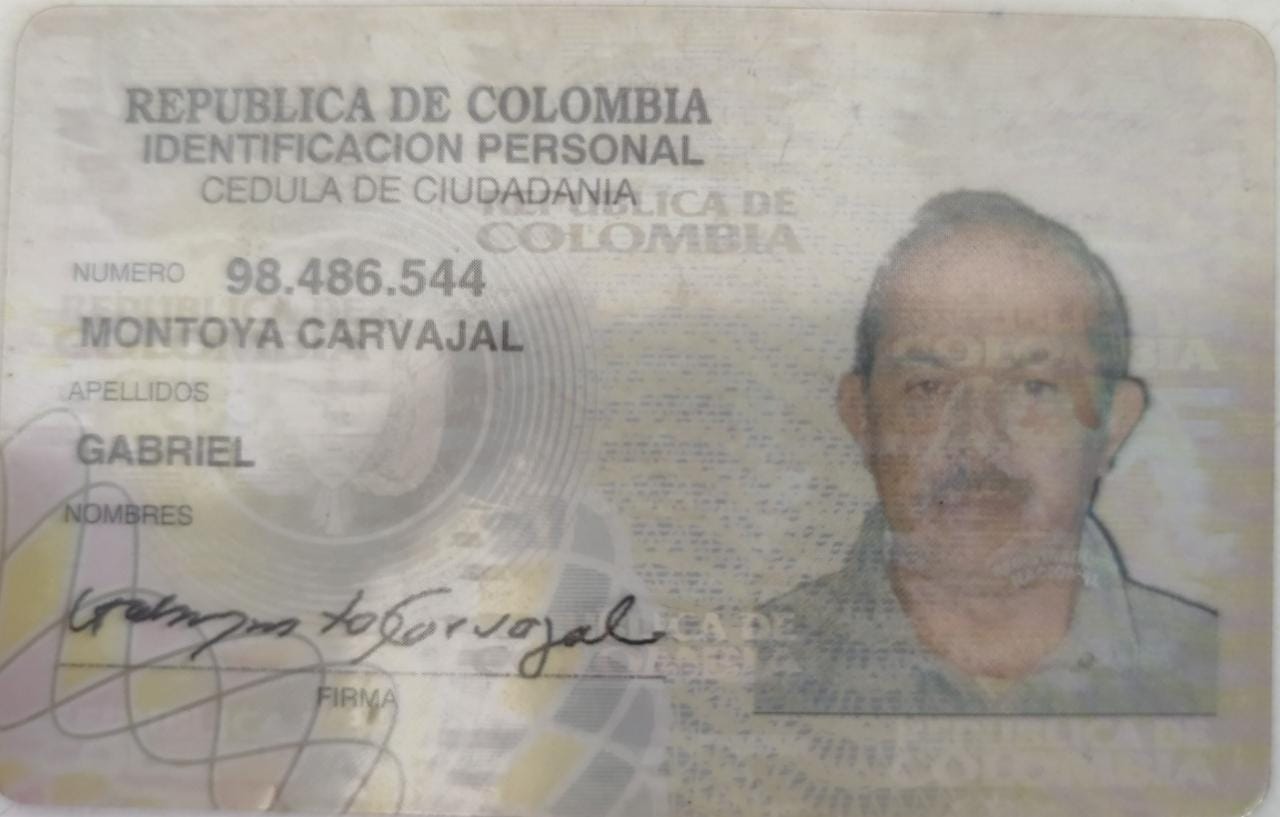 REPUBLICA DE COLOMBIA
IDENTIFICACION PERSONAL
CEDULA DE CIUDADANIA
REPUBLICA DE
COLOMBIA
NUMERO 98.486.544
MONTOYA CARVAJAL
APELLIDOS
GABRIEL
NOMBRES
Carvajal
FIRMA